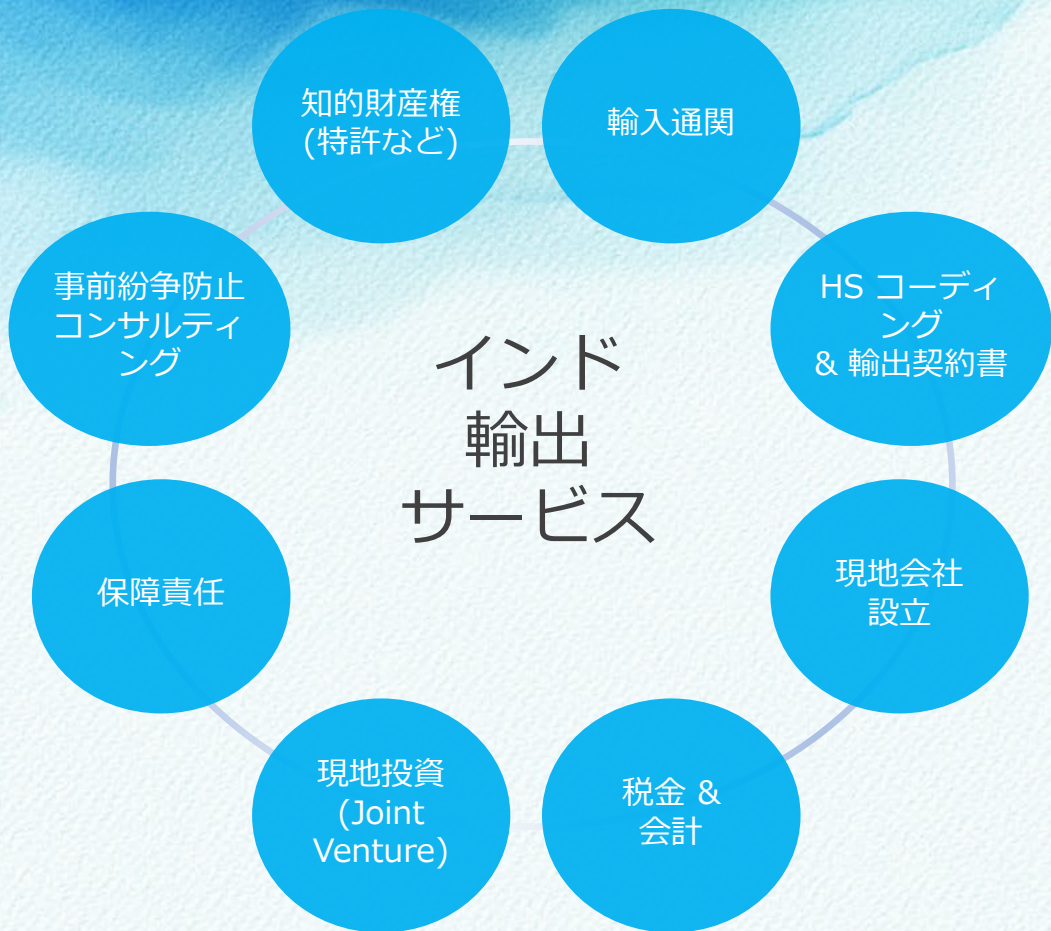 知的財産権
(特許など)
輸入通関
事前紛争防止
コンサルティ
ング
HS コーディ
ング
& 輸出契約書
インド
輸出
サービス
保障責任
現地会社
設立
現地投資
(Joint
Venture)
税金 &
会計